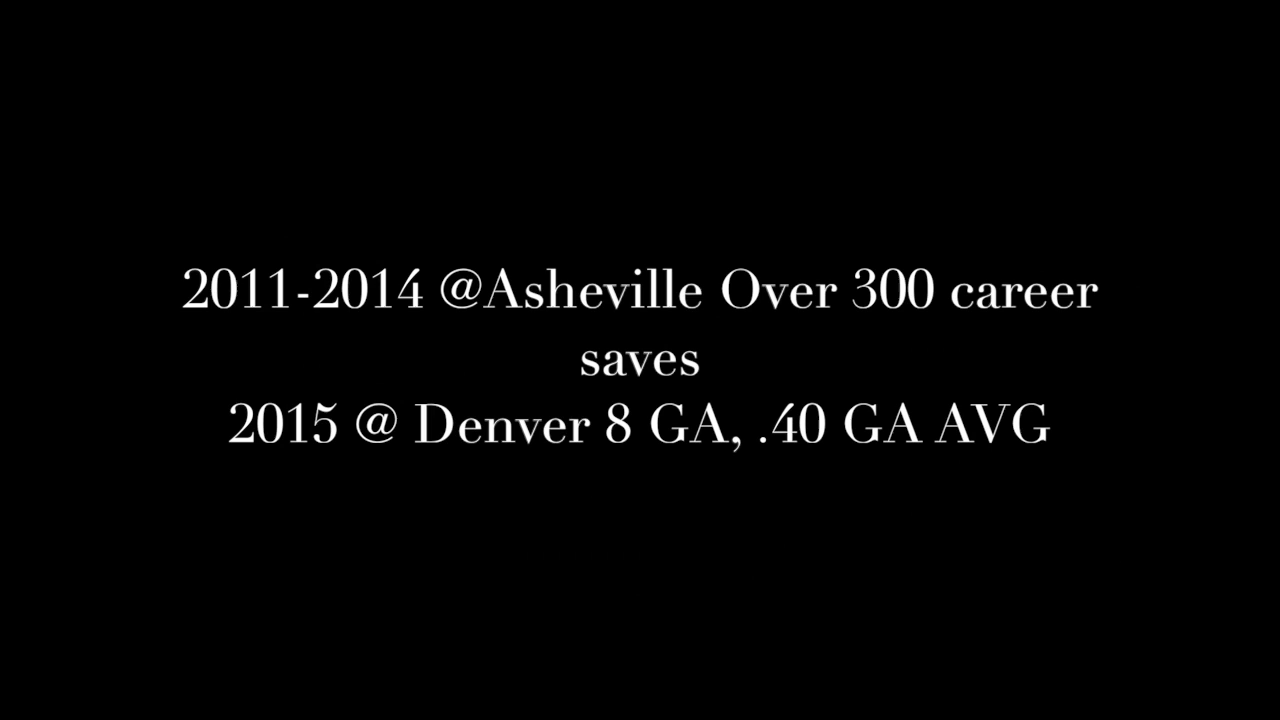 2011-2014 @Asheville Over 300 career
saves
2015 @ Denver 8 GA, .40 GA AVG